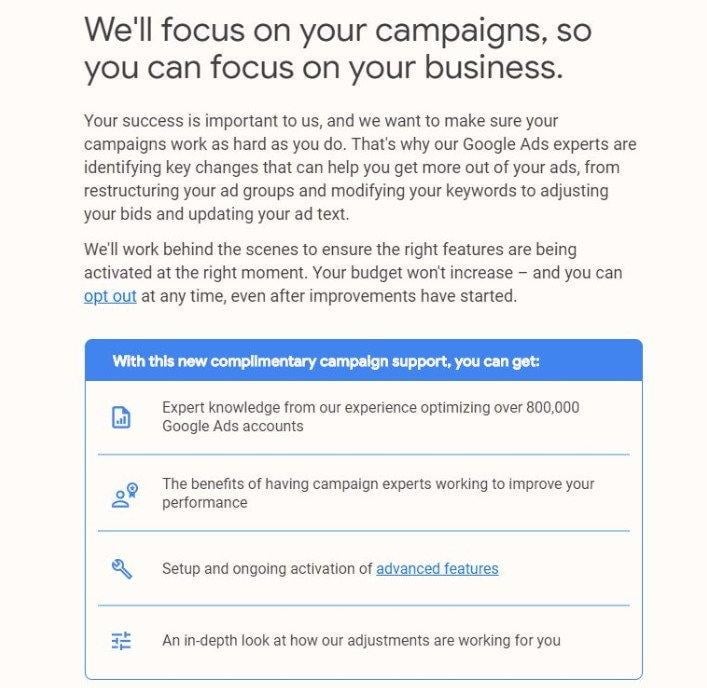 We'll focus on your campaigns, so
you can focus on your business.
Your success is important to us, and we want to make sure your
campaigns work as hard as you do. That's why our Google Ads experts are
identifying key changes that can help you get more out of your ads, from
restructuring your ad groups and modifying your keywords to adjusting
your bids and updating your ad text.
We'll work behind the scenes to ensure the right features are being
activated at the right moment. Your budget won't increase – and you can
opt out at any time, even after improvements have started.
With this new complimentary campaign support, you can get:
Expert knowledge from our experience optimizing over 800,000
Google Ads accounts
The benefits of having campaign experts working to improve your
performance
Setup and ongoing activation of advanced features
An in-depth look at how our adjustments are working for you